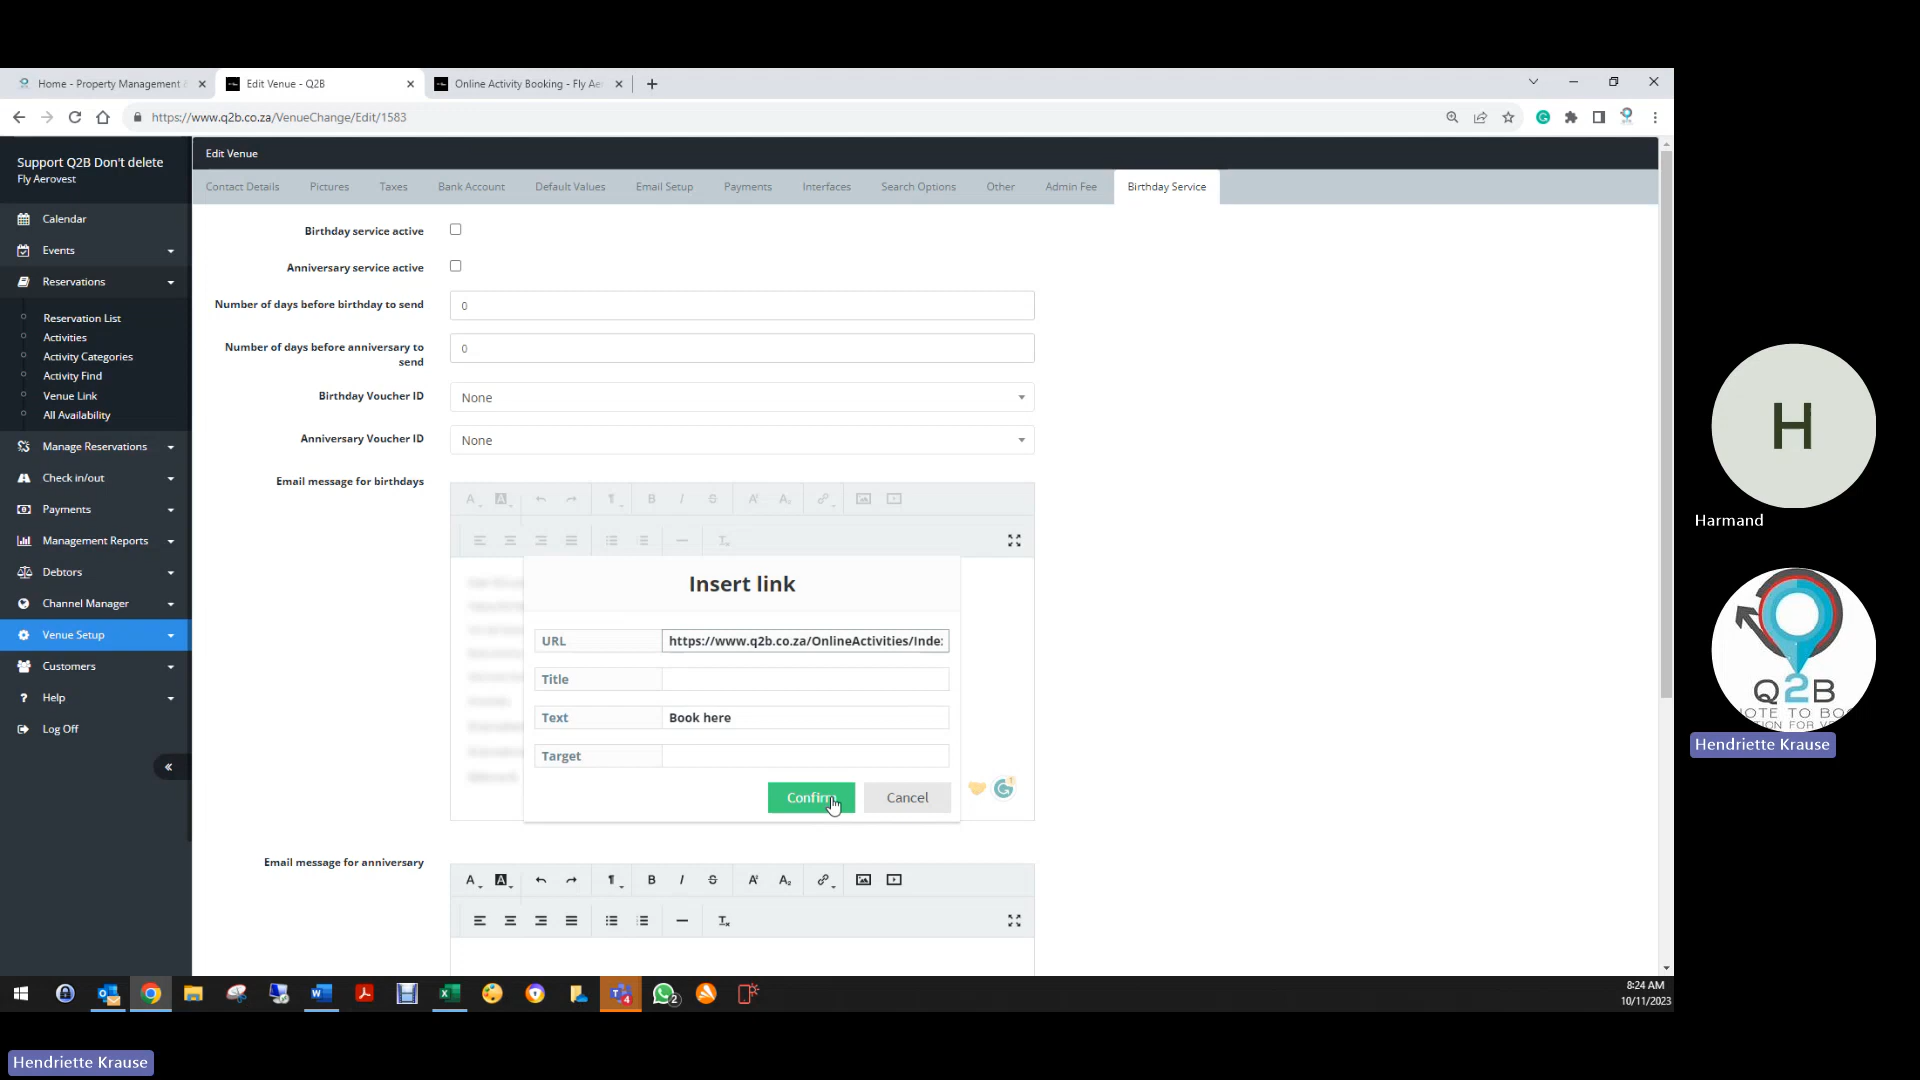 Home - Property Management &
Edit Venue - Q2B
Online Activity Booking - Fly Ae
https://www.q2b.co.za/VenueChange/Edit/1583
Support Q2B Don't delete
Fly Aerovest
Calendar
Events
Reservations
Reservation List
Activities
Activity Categories
Activity Find
Venue Link
All Availability
Manage Reservations
Check in/out
Payments
Management Reports
Debtors
Channel Manager
Venue Setup
Customers
Help
Log Off
Edit Venue
Contact Details Pictures Taxes Bank Account Default Values Email Setup Payments Interfaces Search Options Other Admin Fee Birthday Service
Birthday service active
Anniversary service active
Number of days before birthday to send 0
Number of days before anniversary to
send
0
Birthday Voucher ID None
Anniversary Voucher ID None
Email message for birthdays
Insert link
URL https://www.q2b.co.za/OnlineActivities/Inde
Title
Text Book here
Target
Confirm Cancel
Email message for anniversary
8:24 AM
10/11/2023
H
Harmand
Q2B
Hendriette Krause
Hendriette Krause